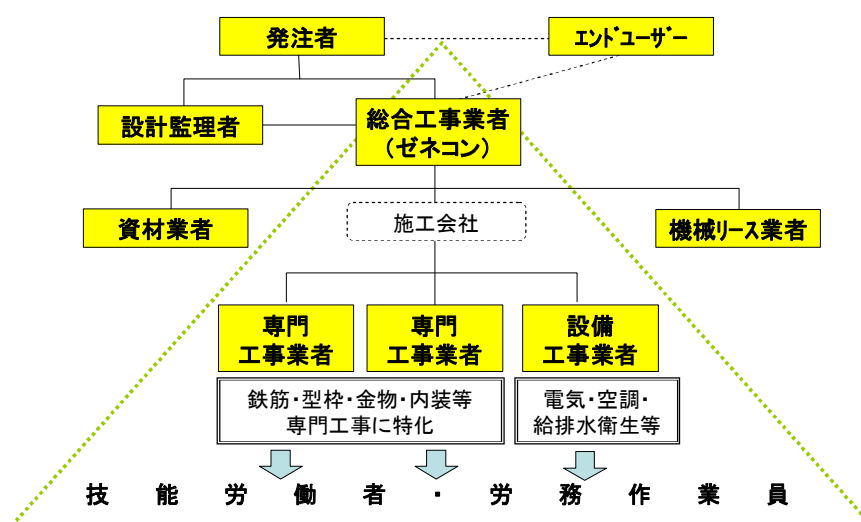 発注者
エンドユーザー
設計監理者
総合工事業者
(ゼネコン)
資材業者
施工会社
機械リース業者
専門
工事業者
専門
工事業者
設備
工事業者
鉄筋・型枠・金物・内装等
専門工事に特化
電気・空調・
給排水衛生等
技能労働者・労務作業員